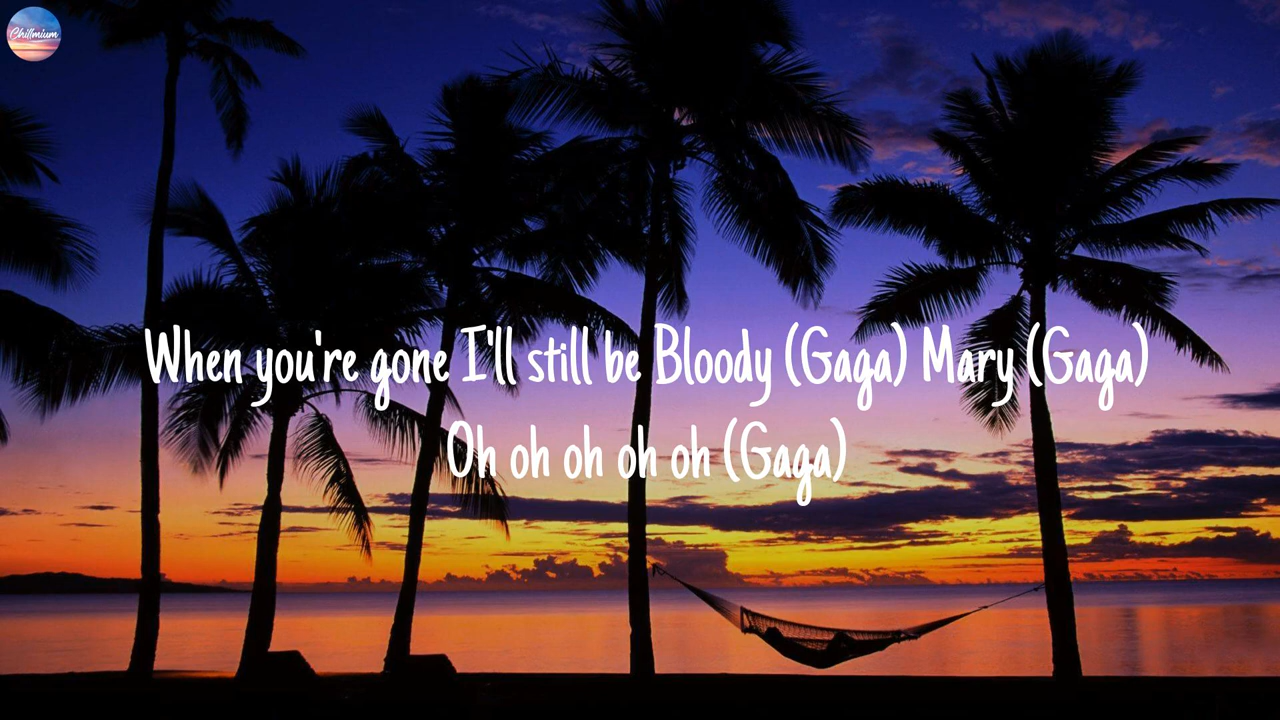 Chillmium
When you're gone I'll still be Bloody (Gaga) Mary (Gaga)
Oh oh oh oh oh (Gaga)